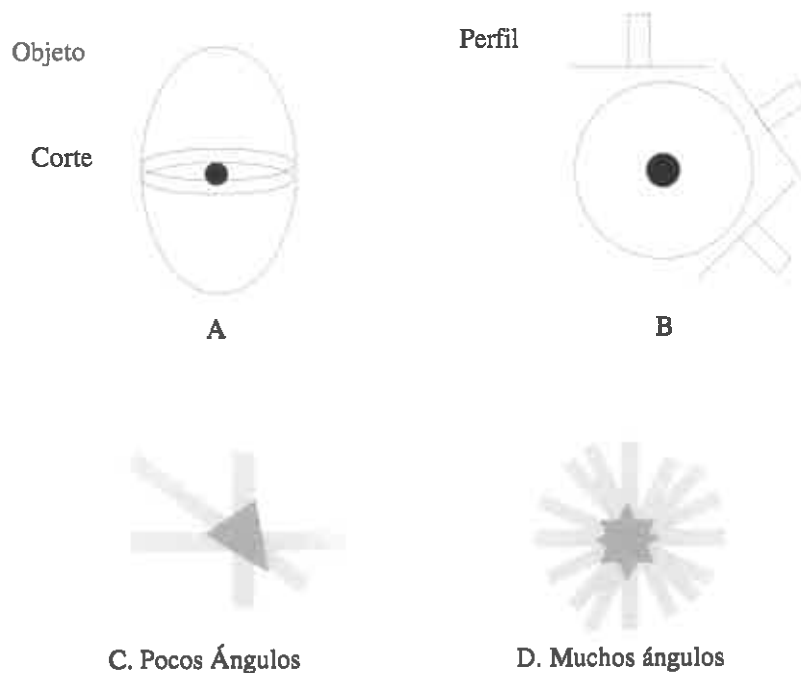 Objeto
Perfil
Corte
A
B
C. Pocos Ángulos
D. Muchos ángulos